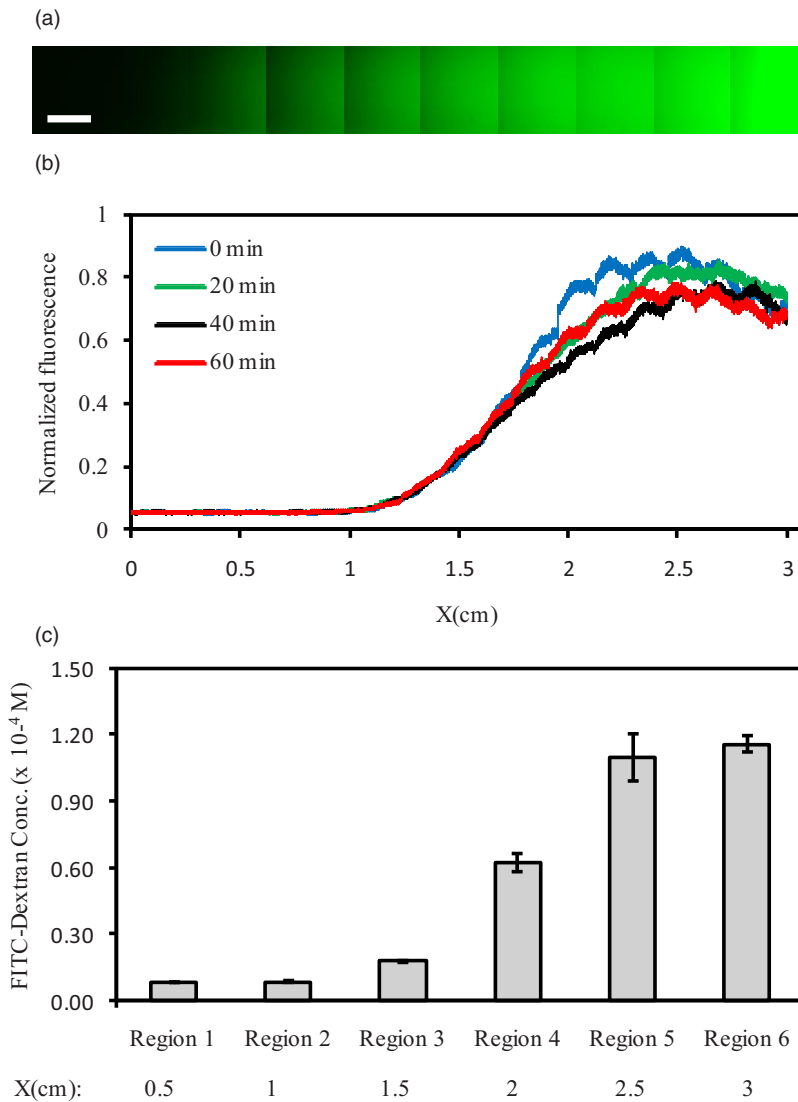 (a)
(b)
1
0.8
0.6
0.4
0.2
0
Normalized fluorescence
0 min
20 min
40 min
60 min
0 0.5 1 1.5 2 2.5 3
X(cm)
(c)
1.50
1.20
0.90
0.60
0.30
0.00
FITC-Dextran Conc. (x 10-⁴ M)
Region 1 Region 2 Region 3 Region 4 Region 5 Region 6
X(cm): 0.5 1 1.5 2 2.5 3